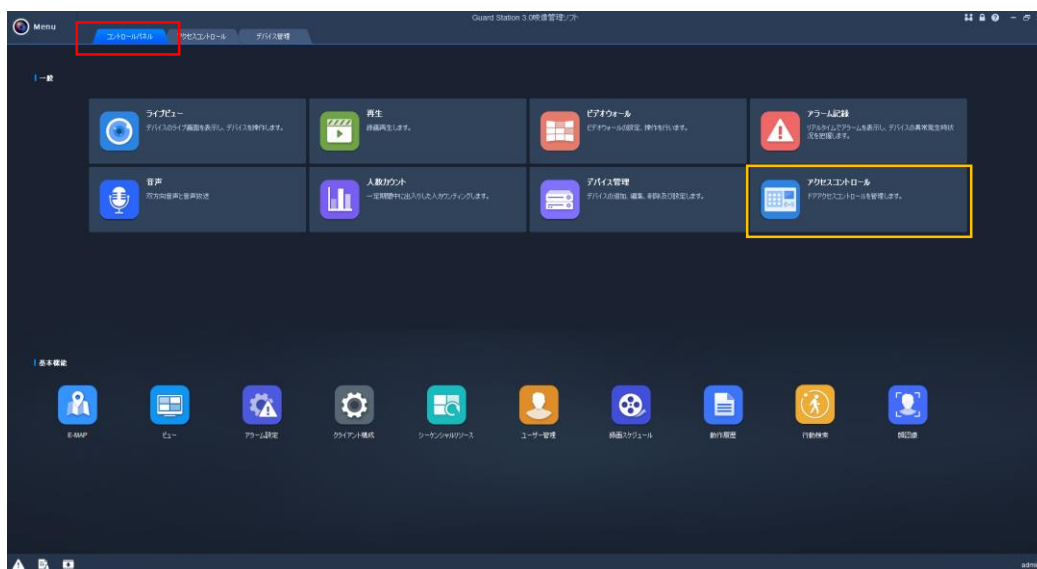 Guard Station 3.0映像管理ソフト
Menu
コントロールパネル
アクセスコントロール
デバイス管理
一般
ライブビュー
デバイスのライブ画面を表示し、デバイスを操作します。
再生
録画再生します。
ビデオウォール
ビデオウォールの設定、操作を行います。
アラーム記録
リアルタイムでアラームを表示し、デバイスの異常発生時状
況を把握します。
音声
双方向音声と音声放送
人数カウント
一定期間中に出入りした人カウンティングします。
デバイス管理
デバイスの追加、編集、削除及び設定します。
アクセスコントロール
ドアアクセスコントロールを管理します。
基本機能
E-MAP
ビュー
アラーム設定
クライアント構成
シーケンシャルリソース
ユーザー管理
録画スケジュール
動作履歴
行動検索
顔認識